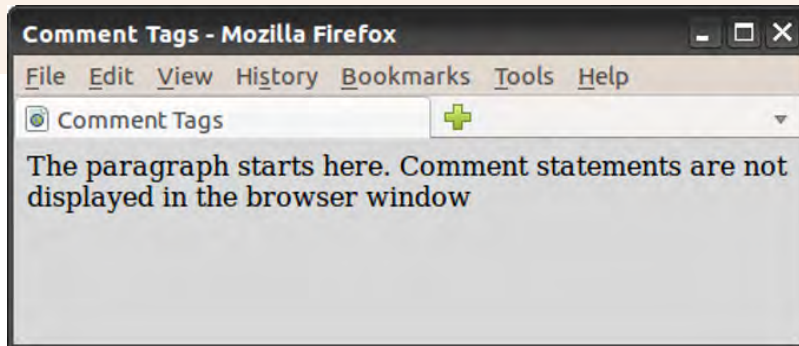 Comment Tags - Mozilla Firefox
File Edit View History Bookmarks Tools Help
Comment Tags
The paragraph starts here. Comment statements are not
displayed in the browser window